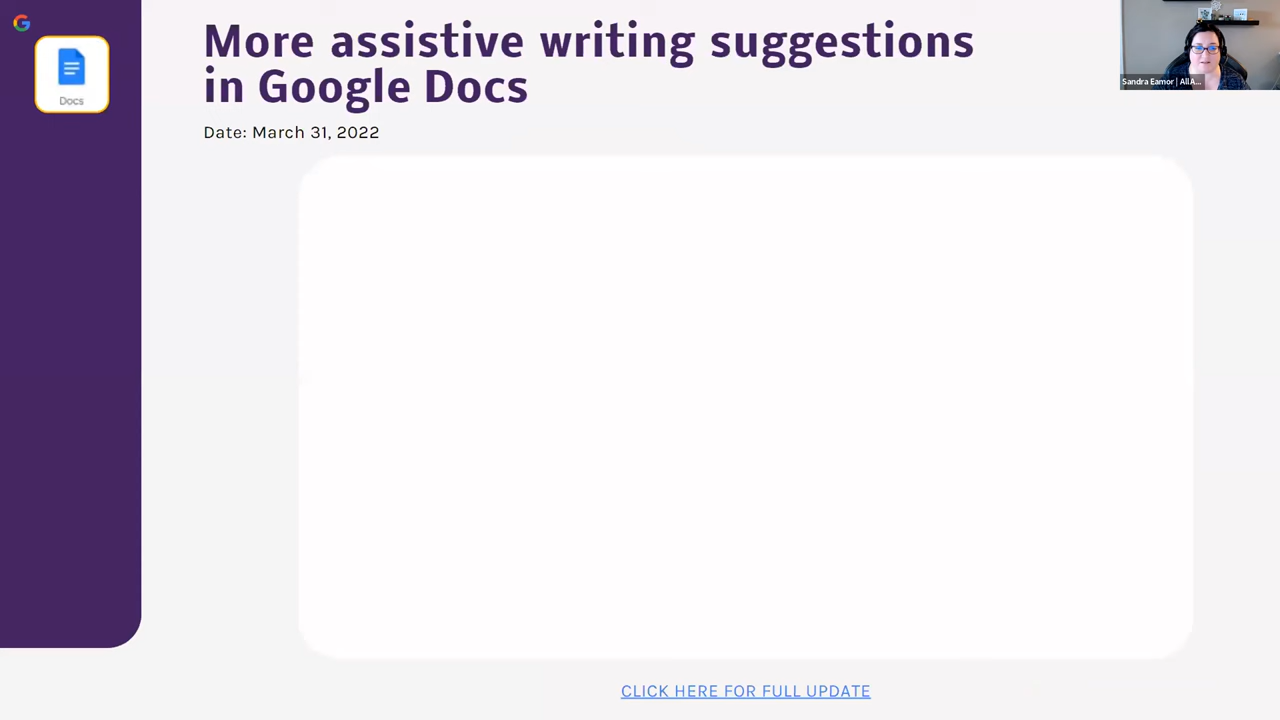 More assistive writing suggestions
in Google Docs
Docs
Date: March 31, 2022
Sandra Eamor | All A...
CLICK HERE FOR FULL UPDATE